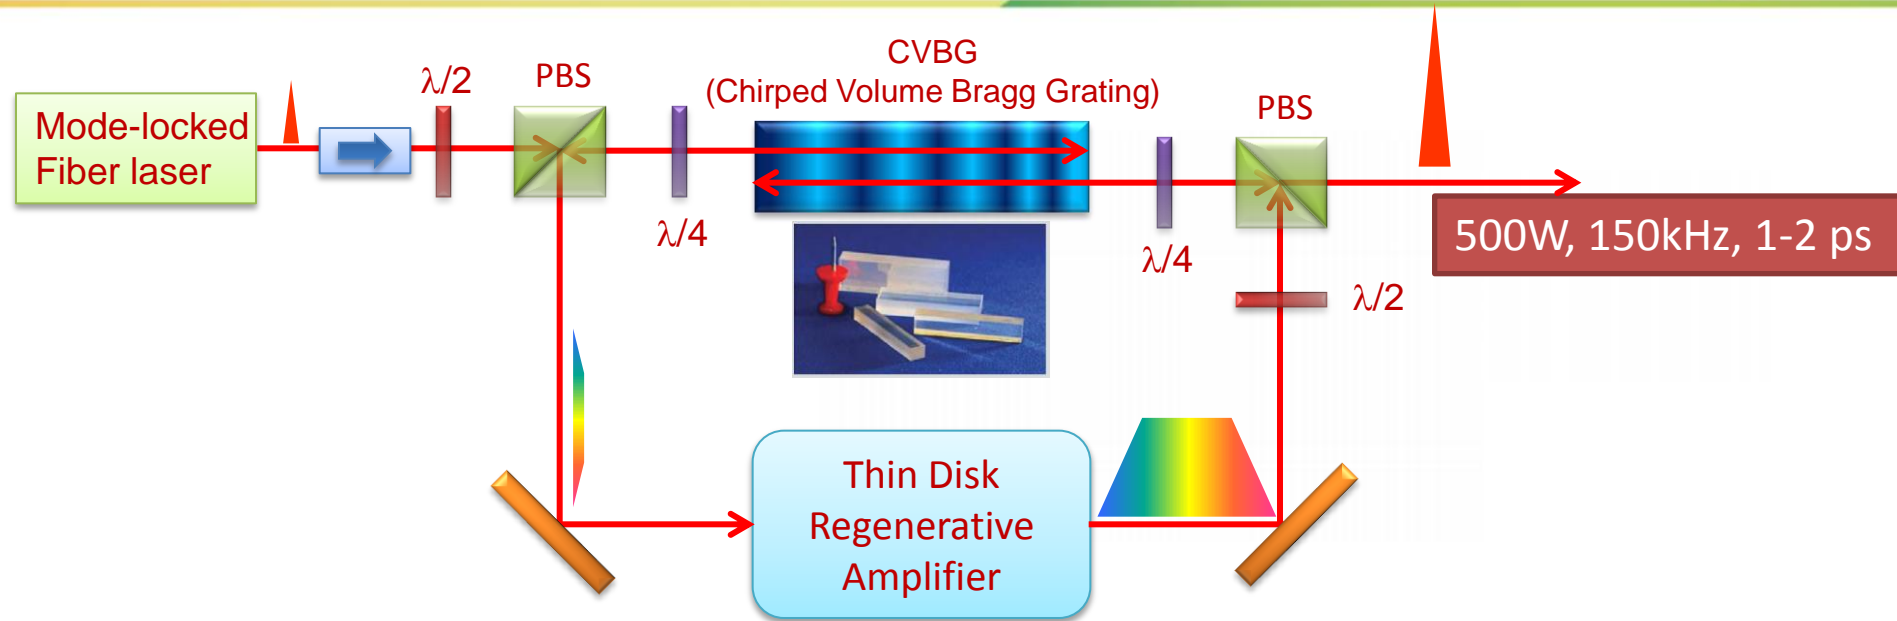 CVBG
(Chirped Volume Bragg Grating)
λ/2
PBS
PBS
Mode-locked
Fiber laser
λ/4
λ/4
500W, 150kHz, 1-2 ps
λ/2
Thin Disk
Regenerative
Amplifier